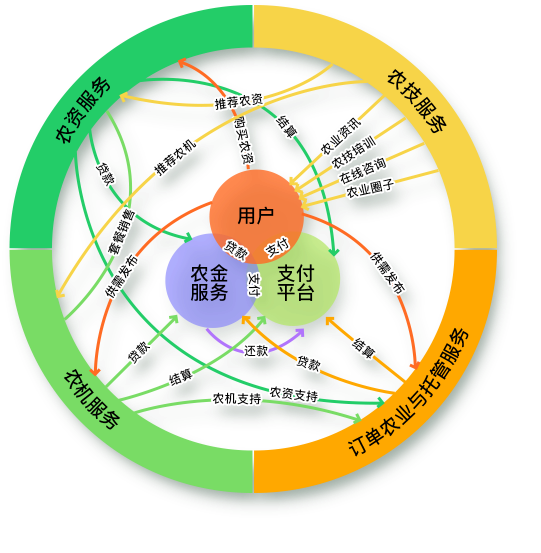 农资服务
农技服务
推荐农资
购买农资
结算
农业资讯
农技培训
在线咨询
农业圈子
推荐农机
贷款
套餐销售
供需发布
用户
贷款
支付
支付
农金
服务
支付
平台
供需发布
贷款
还款
贷款
结算
结算
农机支持
农资支持
农机服务
订单农业与托管服务